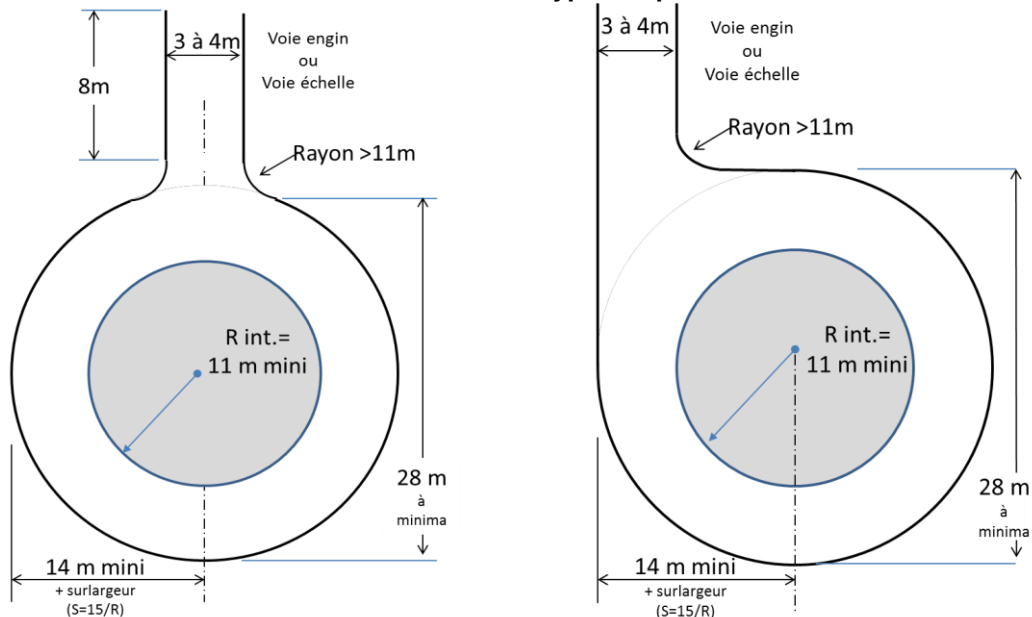 3 à 4m
Voie engin
ou
Voie échelle
8m
Rayon >11m
R int.=
11 m mini
28 m
à
minima
14 m mini
+ surlargeur
(S=15/R)
3 à 4m
Voie engin
ou
Voie échelle
Rayon >11m
R int.=
11 m mini
28 m
à
minima
14 m mini
+ surlargeur
(S=15/R)